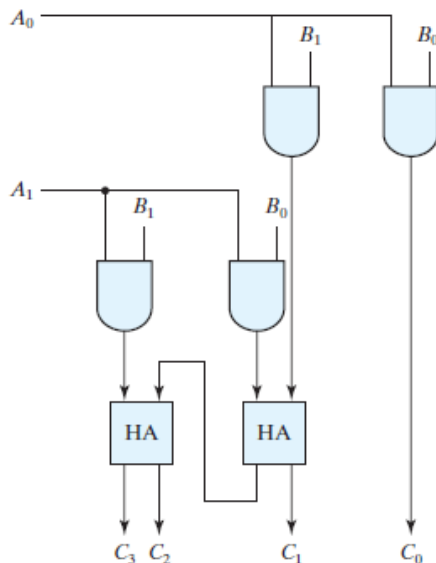 A₀
B₁ B₀
A₁
B₁ B₀
HA HA
C₃ C₂ C₁ C₀